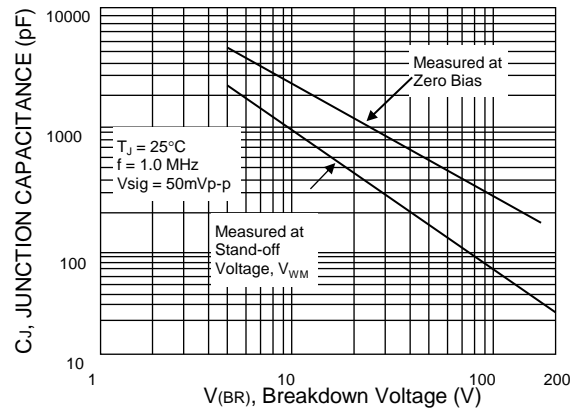 10000
1000
100
10
CJ, JUNCTION CAPACITANCE (pF)
Measured at
Zero Bias
TJ = 25°C
f = 1.0 MHz
Vsig = 50mVp-p
Measured at
Stand-off
Voltage, VWM
1
10
100
200
V(BR), Breakdown Voltage (V)